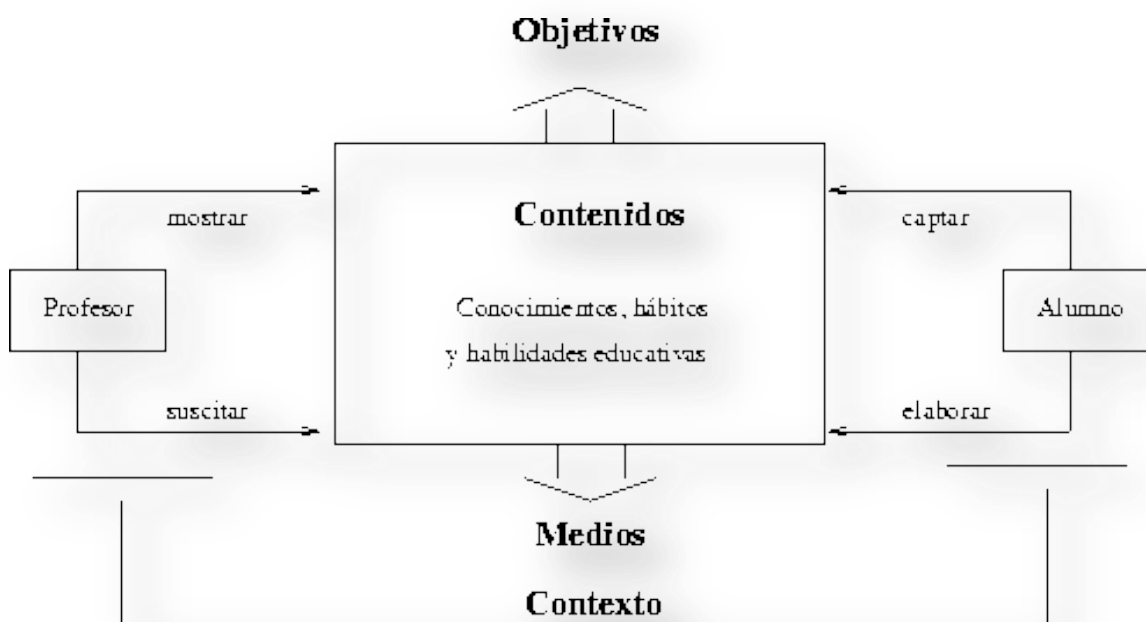 Objetivos
mostrar
Contenidos
captar
Profesor
Conocimientos, hábitos
y habilidades educativas
Alumno
suscitar
elaborar
Medios
Contexto